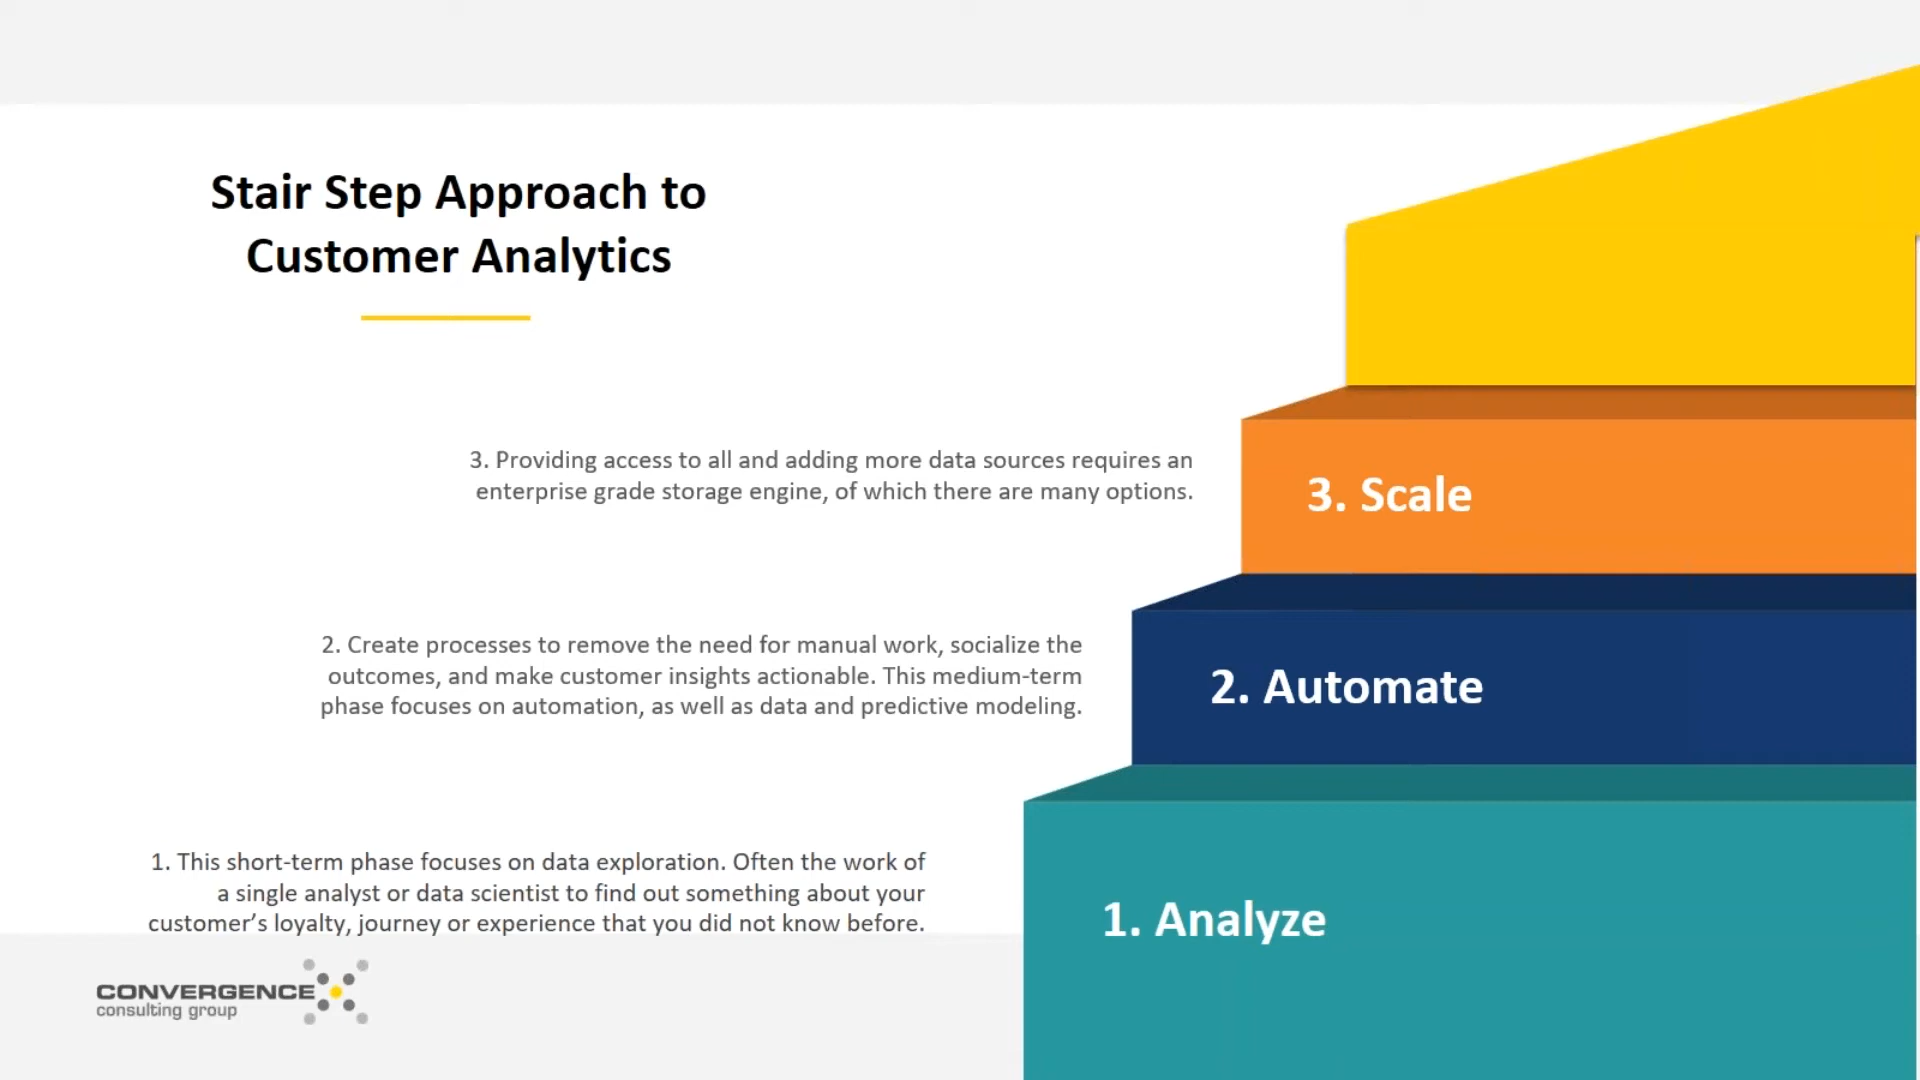 Stair Step Approach to
Customer Analytics
3. Providing access to all and adding more data sources requires an
enterprise grade storage engine, of which there are many options.
3. Scale
2. Create processes to remove the need for manual work, socialize the
outcomes, and make customer insights actionable. This medium-term
phase focuses on automation, as well as data and predictive modeling.
2. Automate
1. This short-term phase focuses on data exploration. Often the work of
a single analyst or data scientist to find out something about your
customer’s loyalty, journey or experience that you did not know before.
1. Analyze
CONVERGENCE
consulting group